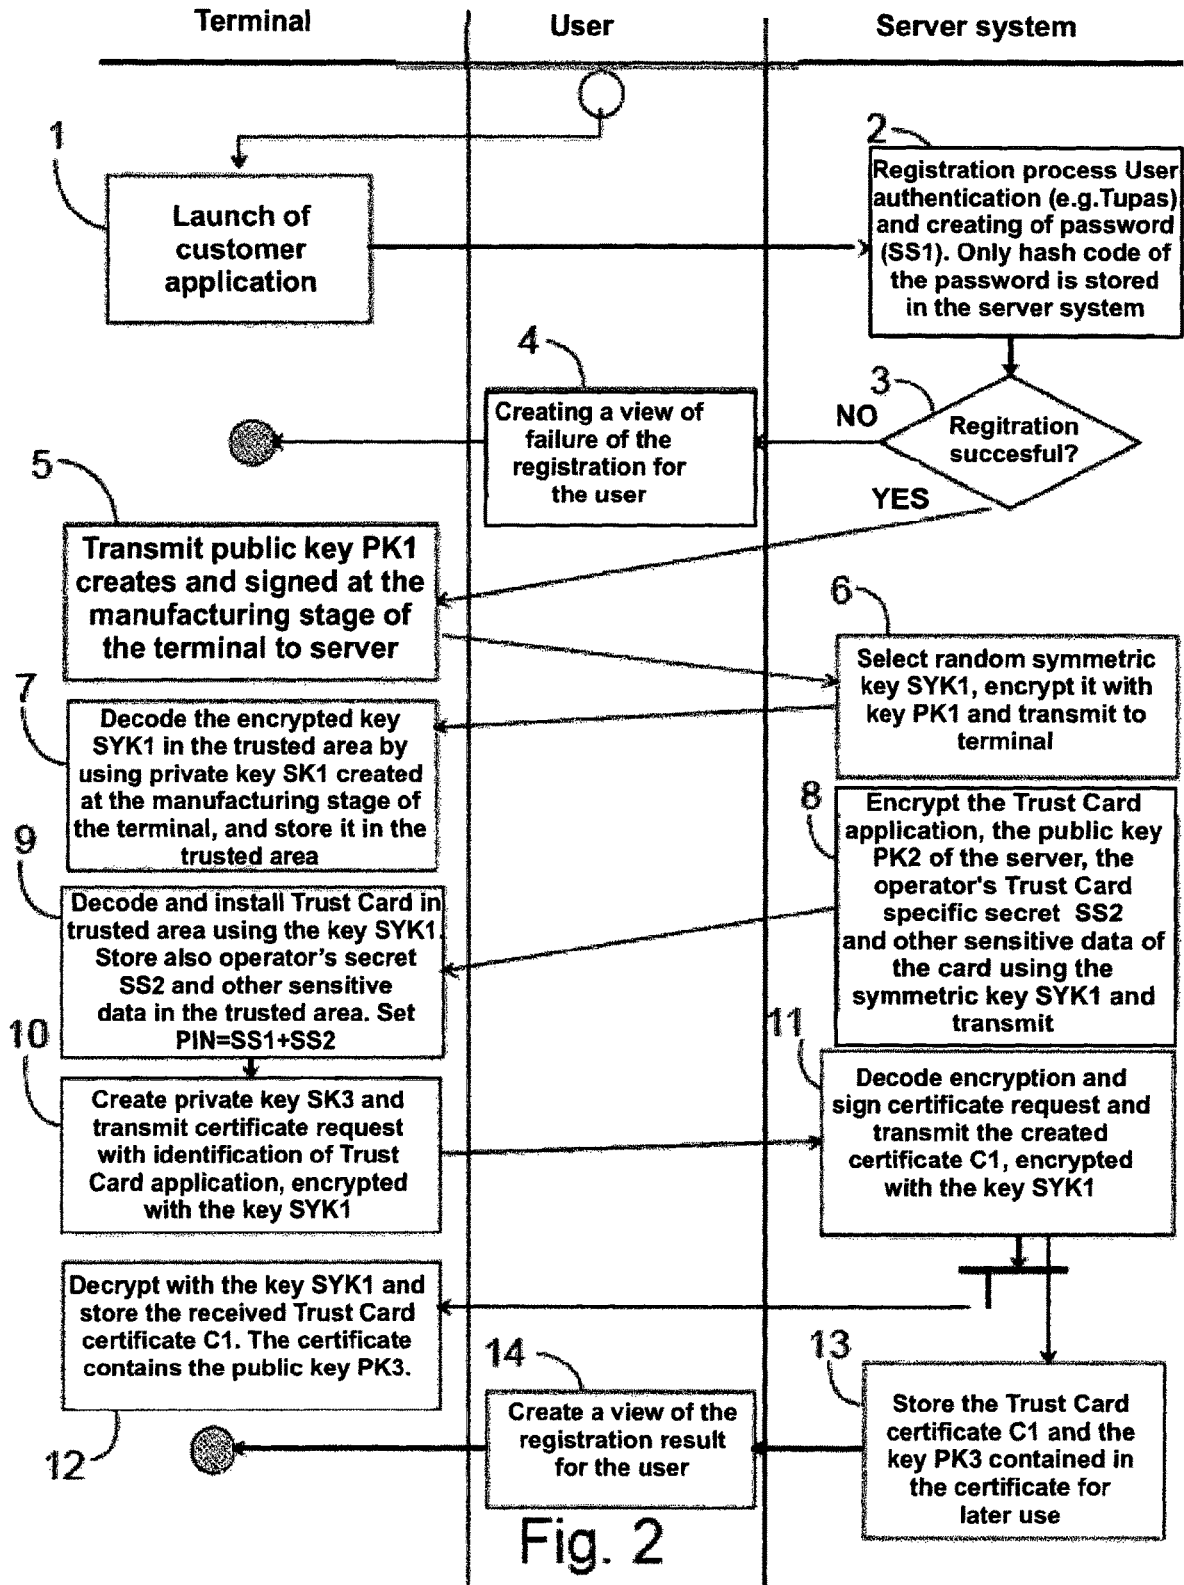 Terminal
User
Server system
1
Launch of
customer
application
2
Registration process User
authentication (e.g.Tupas)
and creating of password
(SS1). Only hash code of
the password is stored
in the server system
3
Regitration
succesful?
NO
YES
4
Creating a view of
failure of the
registration for
the user
5
Transmit public key PK1
creates and signed at the
manufacturing stage of
the terminal to server
6
Select random symmetric
key SYK1, encrypt it with
key PK1 and transmit to
terminal
7
Decode the encrypted key
SYK1 in the trusted area by
using private key SK1 created
at the manufacturing stage of
the terminal, and store it in the
trusted area
8
Encrypt the Trust Card
application, the public key
PK2 of the server, the
operator's Trust Card
specific secret SS2
and other sensitive data of
the card using the
symmetric key SYK1 and
transmit
9
Decode and install Trust Card in
trusted area using the key SYK1.
Store also operator's secret
SS2 and other sensitive
data in the trusted area. Set
PIN=SS1+SS2
10
Create private key SK3 and
transmit certificate request
with identification of Trust
Card application, encrypted
with the key SYK1
11
Decode encryption and
sign certificate request and
transmit the created
certificate C1, encrypted
with the key SYK1
Decrypt with the key SYK1 and
store the received Trust Card
certificate C1. The certificate
contains the public key PK3.
12
13
Store the Trust Card
certificate C1 and the
key PK3 contained in
the certificate for
later use
14
Create a view of the
registration result
for the user
Fig. 2